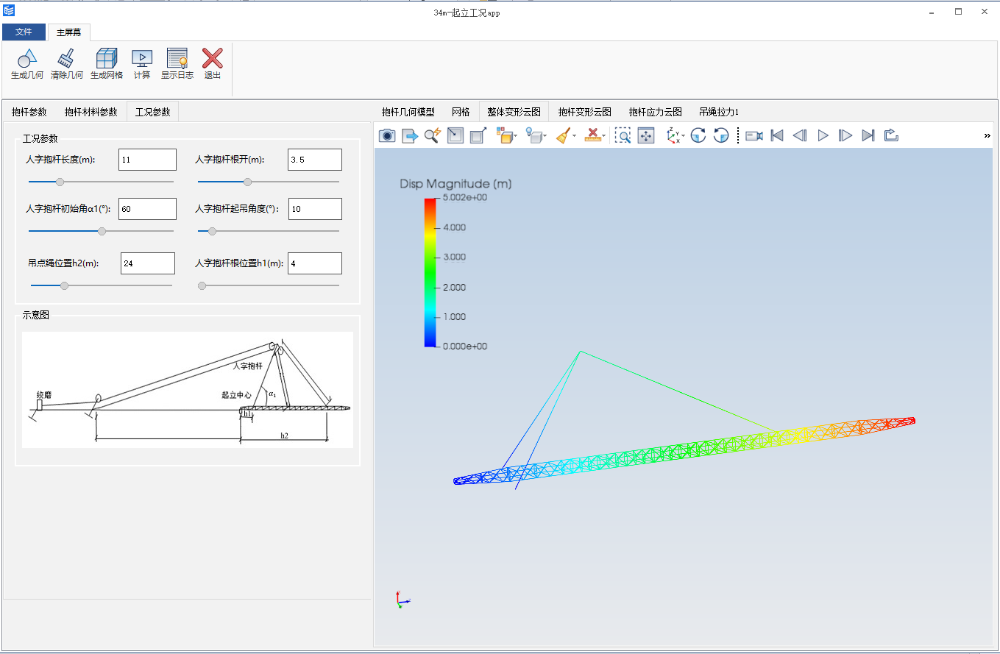 34m-起立工况app
文件 主屏幕
生成几何 清除几何 生成网格 计算 显示日志 退出
抱杆参数 抱杆材料参数 工况参数
抱杆几何模型 网格 整体变形云图 抱杆变形云图 抱杆应力云图 吊绳拉力1
工况参数
人字抱杆长度(m): 11 人字抱杆根开(m): 3.5
人字抱杆初始角α1(°): 60 人字抱杆起吊角度(°): 10
吊点绳位置h2(m): 24 人字抱杆根位置h1(m): 4
示意图
人字抱杆
绞磨
起立中心
α1
h1
h2
Disp Magnitude (m)
5.002e+00
4.000
3.000
2.000
1.000
0.000e+00